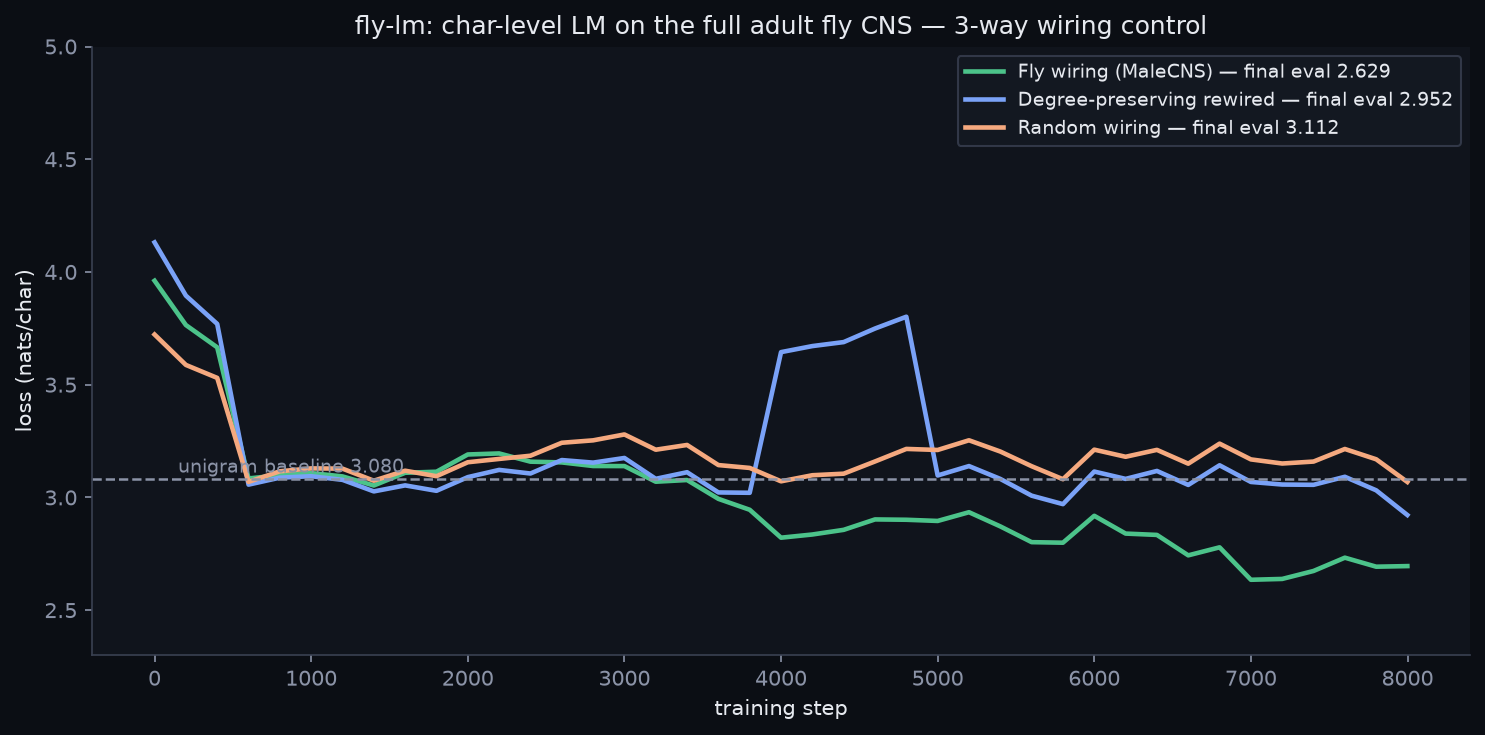 fly-lm: char-level LM on the full adult fly CNS — 3-way wiring control
Fly wiring (MaleCNS) — final eval 2.629
Degree-preserving rewired — final eval 2.952
Random wiring — final eval 3.112
loss (nats/char)
5.0
4.5
4.0
3.5
3.0
2.5
unigram baseline 3.080
0 1000 2000 3000 4000 5000 6000 7000 8000
training step